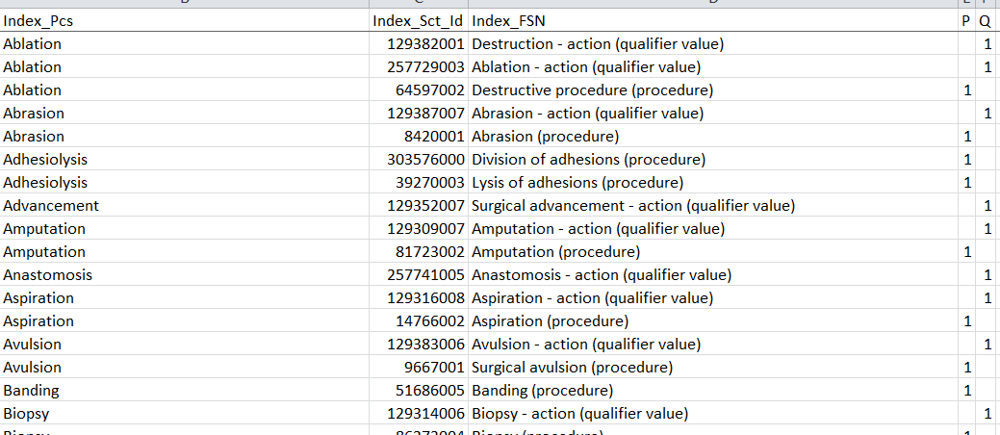 Index_Pcs Index_Sct_Id Index_FSN P Q
Ablation 129382001 Destruction - action (qualifier value) 1
Ablation 257729003 Ablation - action (qualifier value) 1
Ablation 64597002 Destructive procedure (procedure) 1
Abrasion 129387007 Abrasion - action (qualifier value) 1
Abrasion 8420001 Abrasion (procedure) 1
Adhesiolysis 303576000 Division of adhesions (procedure) 1
Adhesiolysis 39270003 Lysis of adhesions (procedure) 1
Advancement 129352007 Surgical advancement - action (qualifier value) 1
Amputation 129309007 Amputation - action (qualifier value) 1
Amputation 81723002 Amputation (procedure) 1
Anastomosis 257741005 Anastomosis - action (qualifier value) 1
Aspiration 129316008 Aspiration - action (qualifier value) 1
Aspiration 14766002 Aspiration (procedure) 1
Avulsion 129383006 Avulsion - action (qualifier value) 1
Avulsion 9667001 Surgical avulsion (procedure) 1
Banding 51686005 Banding (procedure) 1
Biopsy 129314006 Biopsy - action (qualifier value) 1